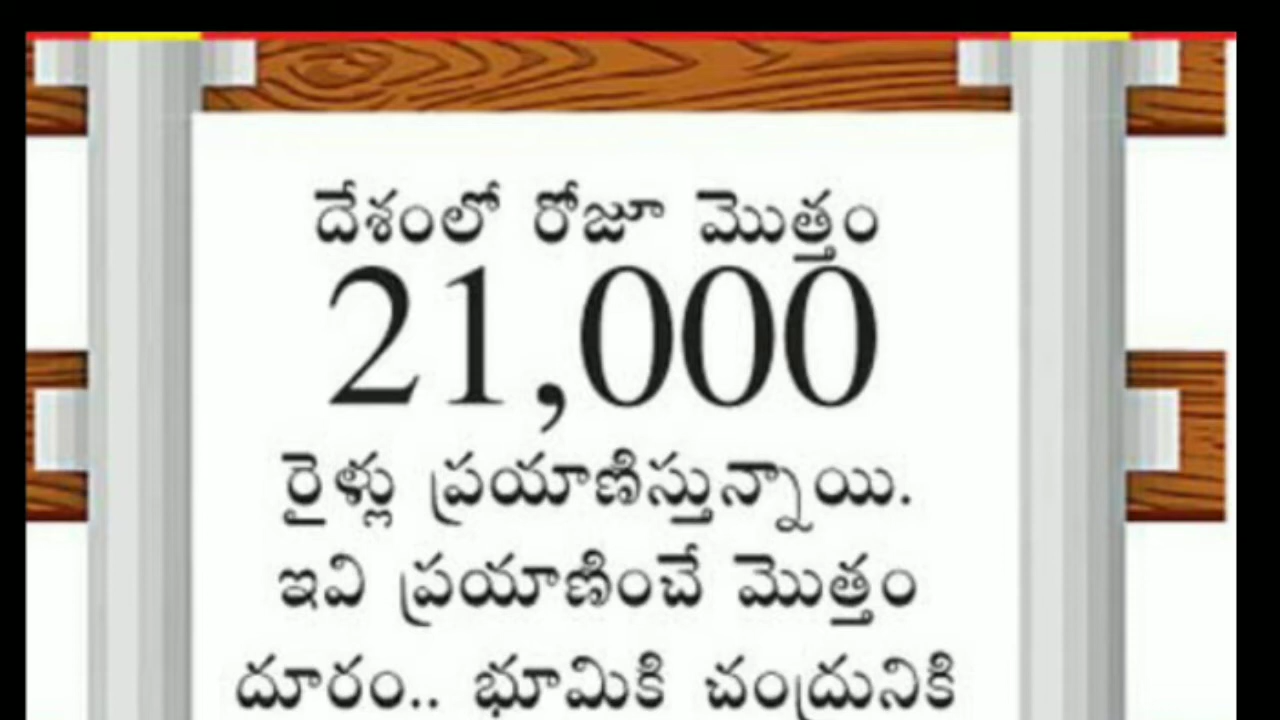 దేశంలో రోజూ మొత్తం
21,000
రైళ్లు ప్రయాణిస్తున్నాయి.
ఇవి ప్రయాణించే మొత్తం
దూరం.. భూమికి చంద్రునికి